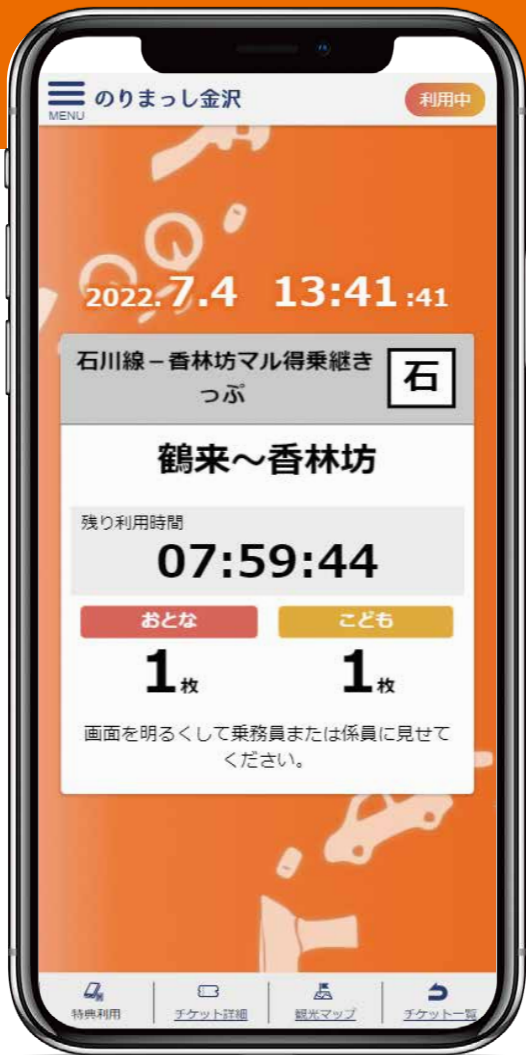 のりまっし金沢
MENU
利用中
2022.7.4 13:41:41
石川線－香林坊マル得乗継き
っぷ
石
鶴来～香林坊
残り利用時間
07:59:44
おとな
こども
1枚
1枚
画面を明るくして乗務員または係員に見せて
ください。
特典利用
チケット詳細
観光マップ
チケット一覧